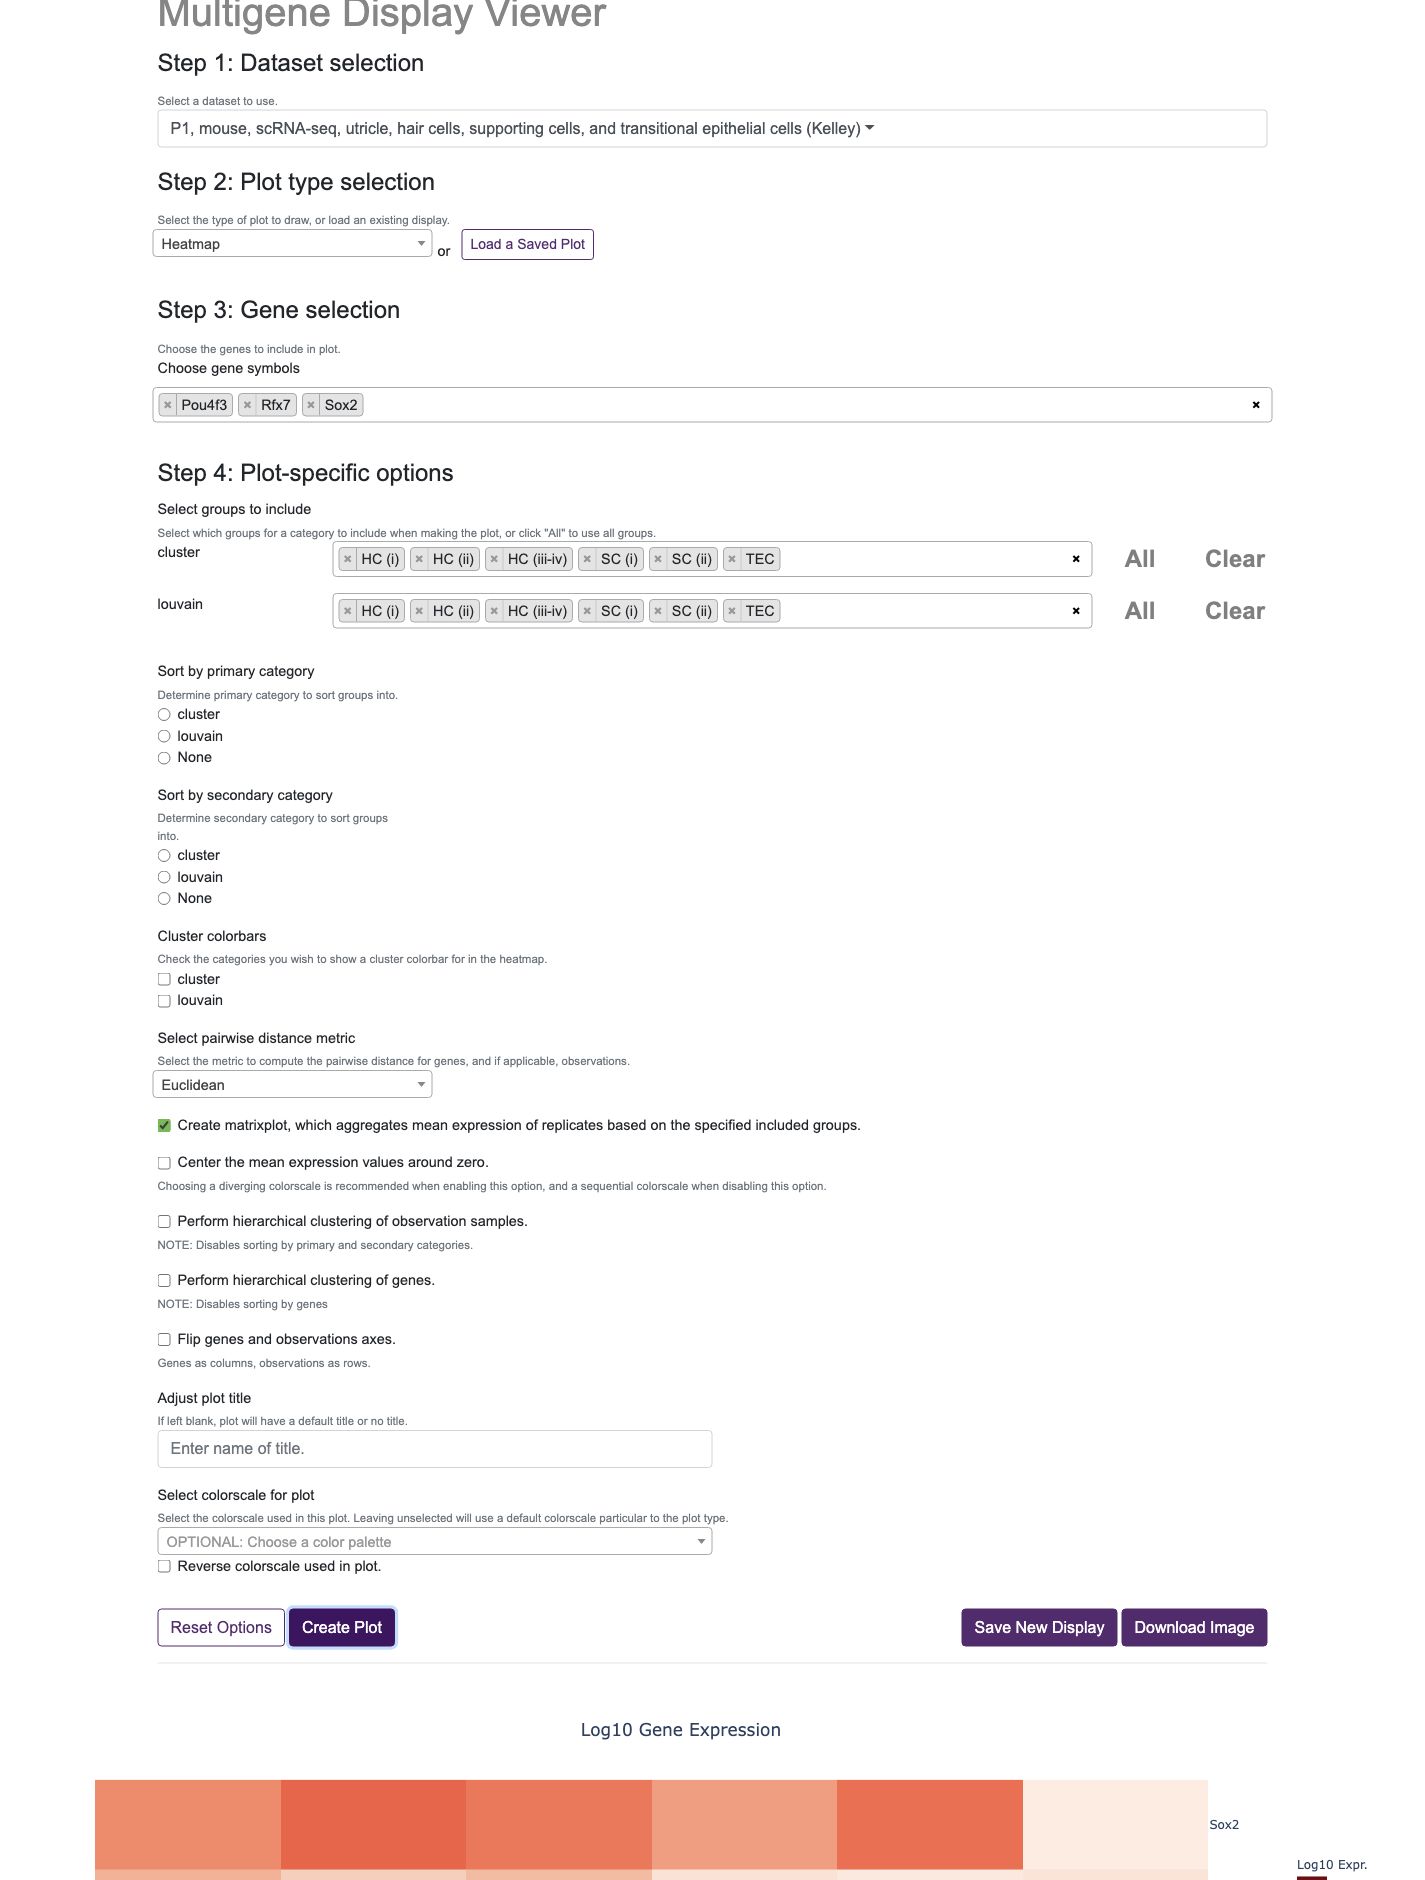 Multigene Display Viewer
Step 1: Dataset selection
Select a dataset to use.
P1, mouse, scRNA-seq, utricle, hair cells, supporting cells, and transitional epithelial cells (Kelley)
Step 2: Plot type selection
Select the type of plot to draw, or load an existing display.
Heatmap or Load a Saved Plot
Step 3: Gene selection
Choose the genes to include in plot.
Choose gene symbols
× Pou4f3 × Rfx7 × Sox2 ×
Step 4: Plot-specific options
Select groups to include
Select which groups for a category to include when making the plot, or click "All" to use all groups.
cluster × HC (i) × HC (ii) × HC (iii-iv) × SC (i) × SC (ii) × TEC × All Clear
louvain × HC (i) × HC (ii) × HC (iii-iv) × SC (i) × SC (ii) × TEC × All Clear
Sort by primary category
Determine primary category to sort groups into.
cluster
louvain
None
Sort by secondary category
Determine secondary category to sort groups
into.
cluster
louvain
None
Cluster colorbars
Check the categories you wish to show a cluster colorbar for in the heatmap.
cluster
louvain
Select pairwise distance metric
Select the metric to compute the pairwise distance for genes, and if applicable, observations.
Euclidean
Create matrixplot, which aggregates mean expression of replicates based on the specified included groups.
Center the mean expression values around zero.
Choosing a diverging colorscale is recommended when enabling this option, and a sequential colorscale when disabling this option.
Perform hierarchical clustering of observation samples.
NOTE: Disables sorting by primary and secondary categories.
Perform hierarchical clustering of genes.
NOTE: Disables sorting by genes
Flip genes and observations axes.
Genes as columns, observations as rows.
Adjust plot title
If left blank, plot will have a default title or no title.
Enter name of title.
Select colorscale for plot
Select the colorscale used in this plot. Leaving unselected will use a default colorscale particular to the plot type.
OPTIONAL: Choose a color palette
Reverse colorscale used in plot.
Reset Options Create Plot Save New Display Download Image
Log10 Gene Expression
Sox2
Log10 Expr.